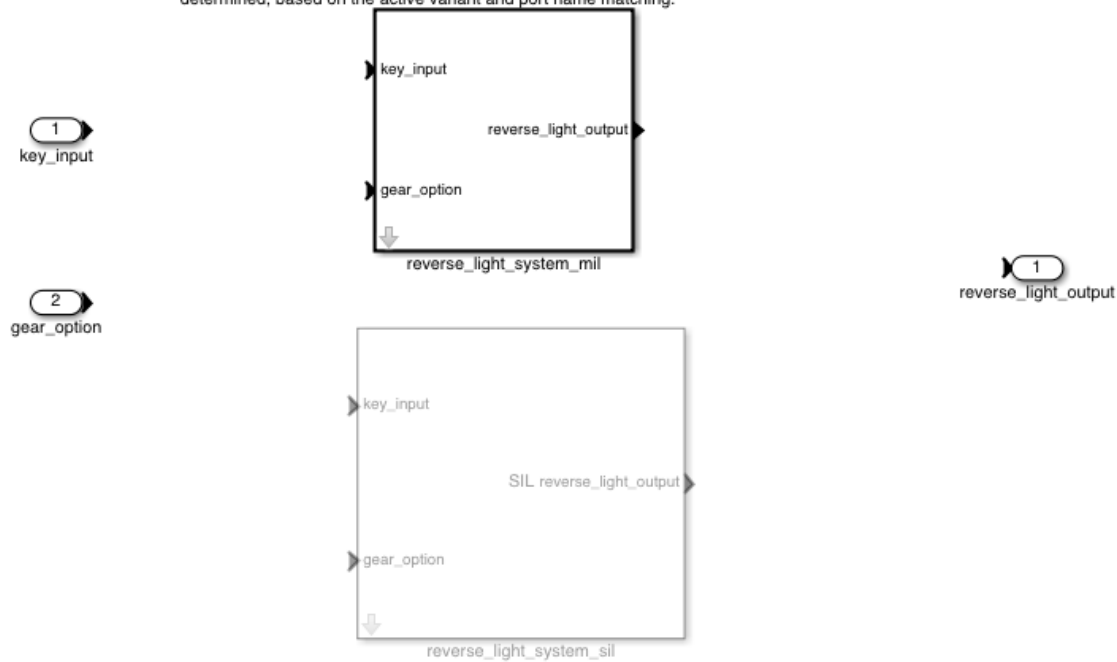 determined, based on the active variant and port name matching.
key_input
reverse_light_output
gear_option
reverse_light_system_mil
1
key_input
2
gear_option
1
reverse_light_output
key_input
SIL reverse_light_output
gear_option
reverse_light_system_sil